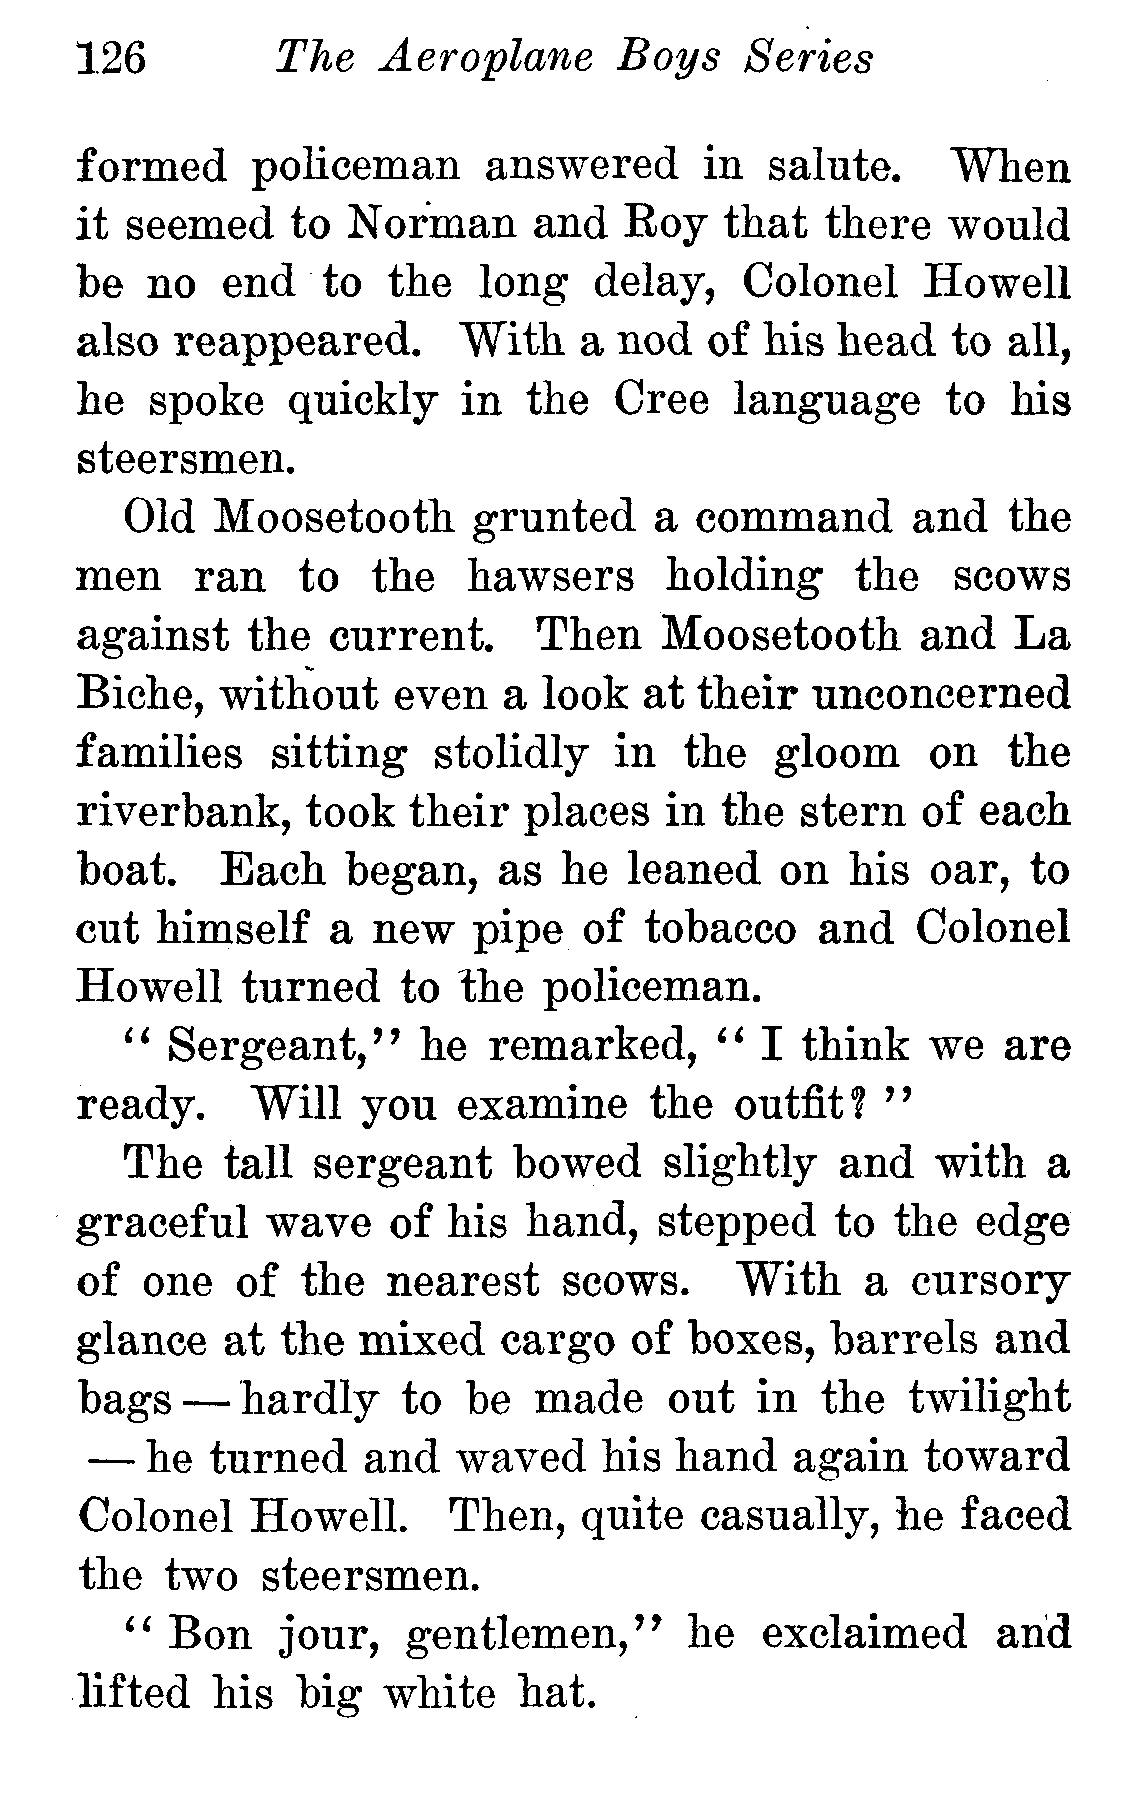 126 The Aeroplane Boys Series
formed policeman answered in salute. When
it seemed to Norman and Roy that there would
be no end to the long delay, Colonel Howell
also reappeared. With a nod of his head to all,
he spoke quickly in the Cree language to his
steersmen.
Old Moosetooth grunted a command and the
men ran to the hawsers holding the scows
against the current. Then Moosetooth and La
Biche, without even a look at their unconcerned
families sitting stolidly in the gloom on the
riverbank, took their places in the stern of each
boat. Each began, as he leaned on his oar, to
cut himself a new pipe of tobacco and Colonel
Howell turned to the policeman.
“ Sergeant,” he remarked, “ I think we are
ready. Will you examine the outfit? ”
The tall sergeant bowed slightly and with a
graceful wave of his hand, stepped to the edge
of one of the nearest scows. With a cursory
glance at the mixed cargo of boxes, barrels and
bags — hardly to be made out in the twilight
— he turned and waved his hand again toward
Colonel Howell. Then, quite casually, he faced
the two steersmen.
“ Bon jour, gentlemen,” he exclaimed and
lifted his big white hat.